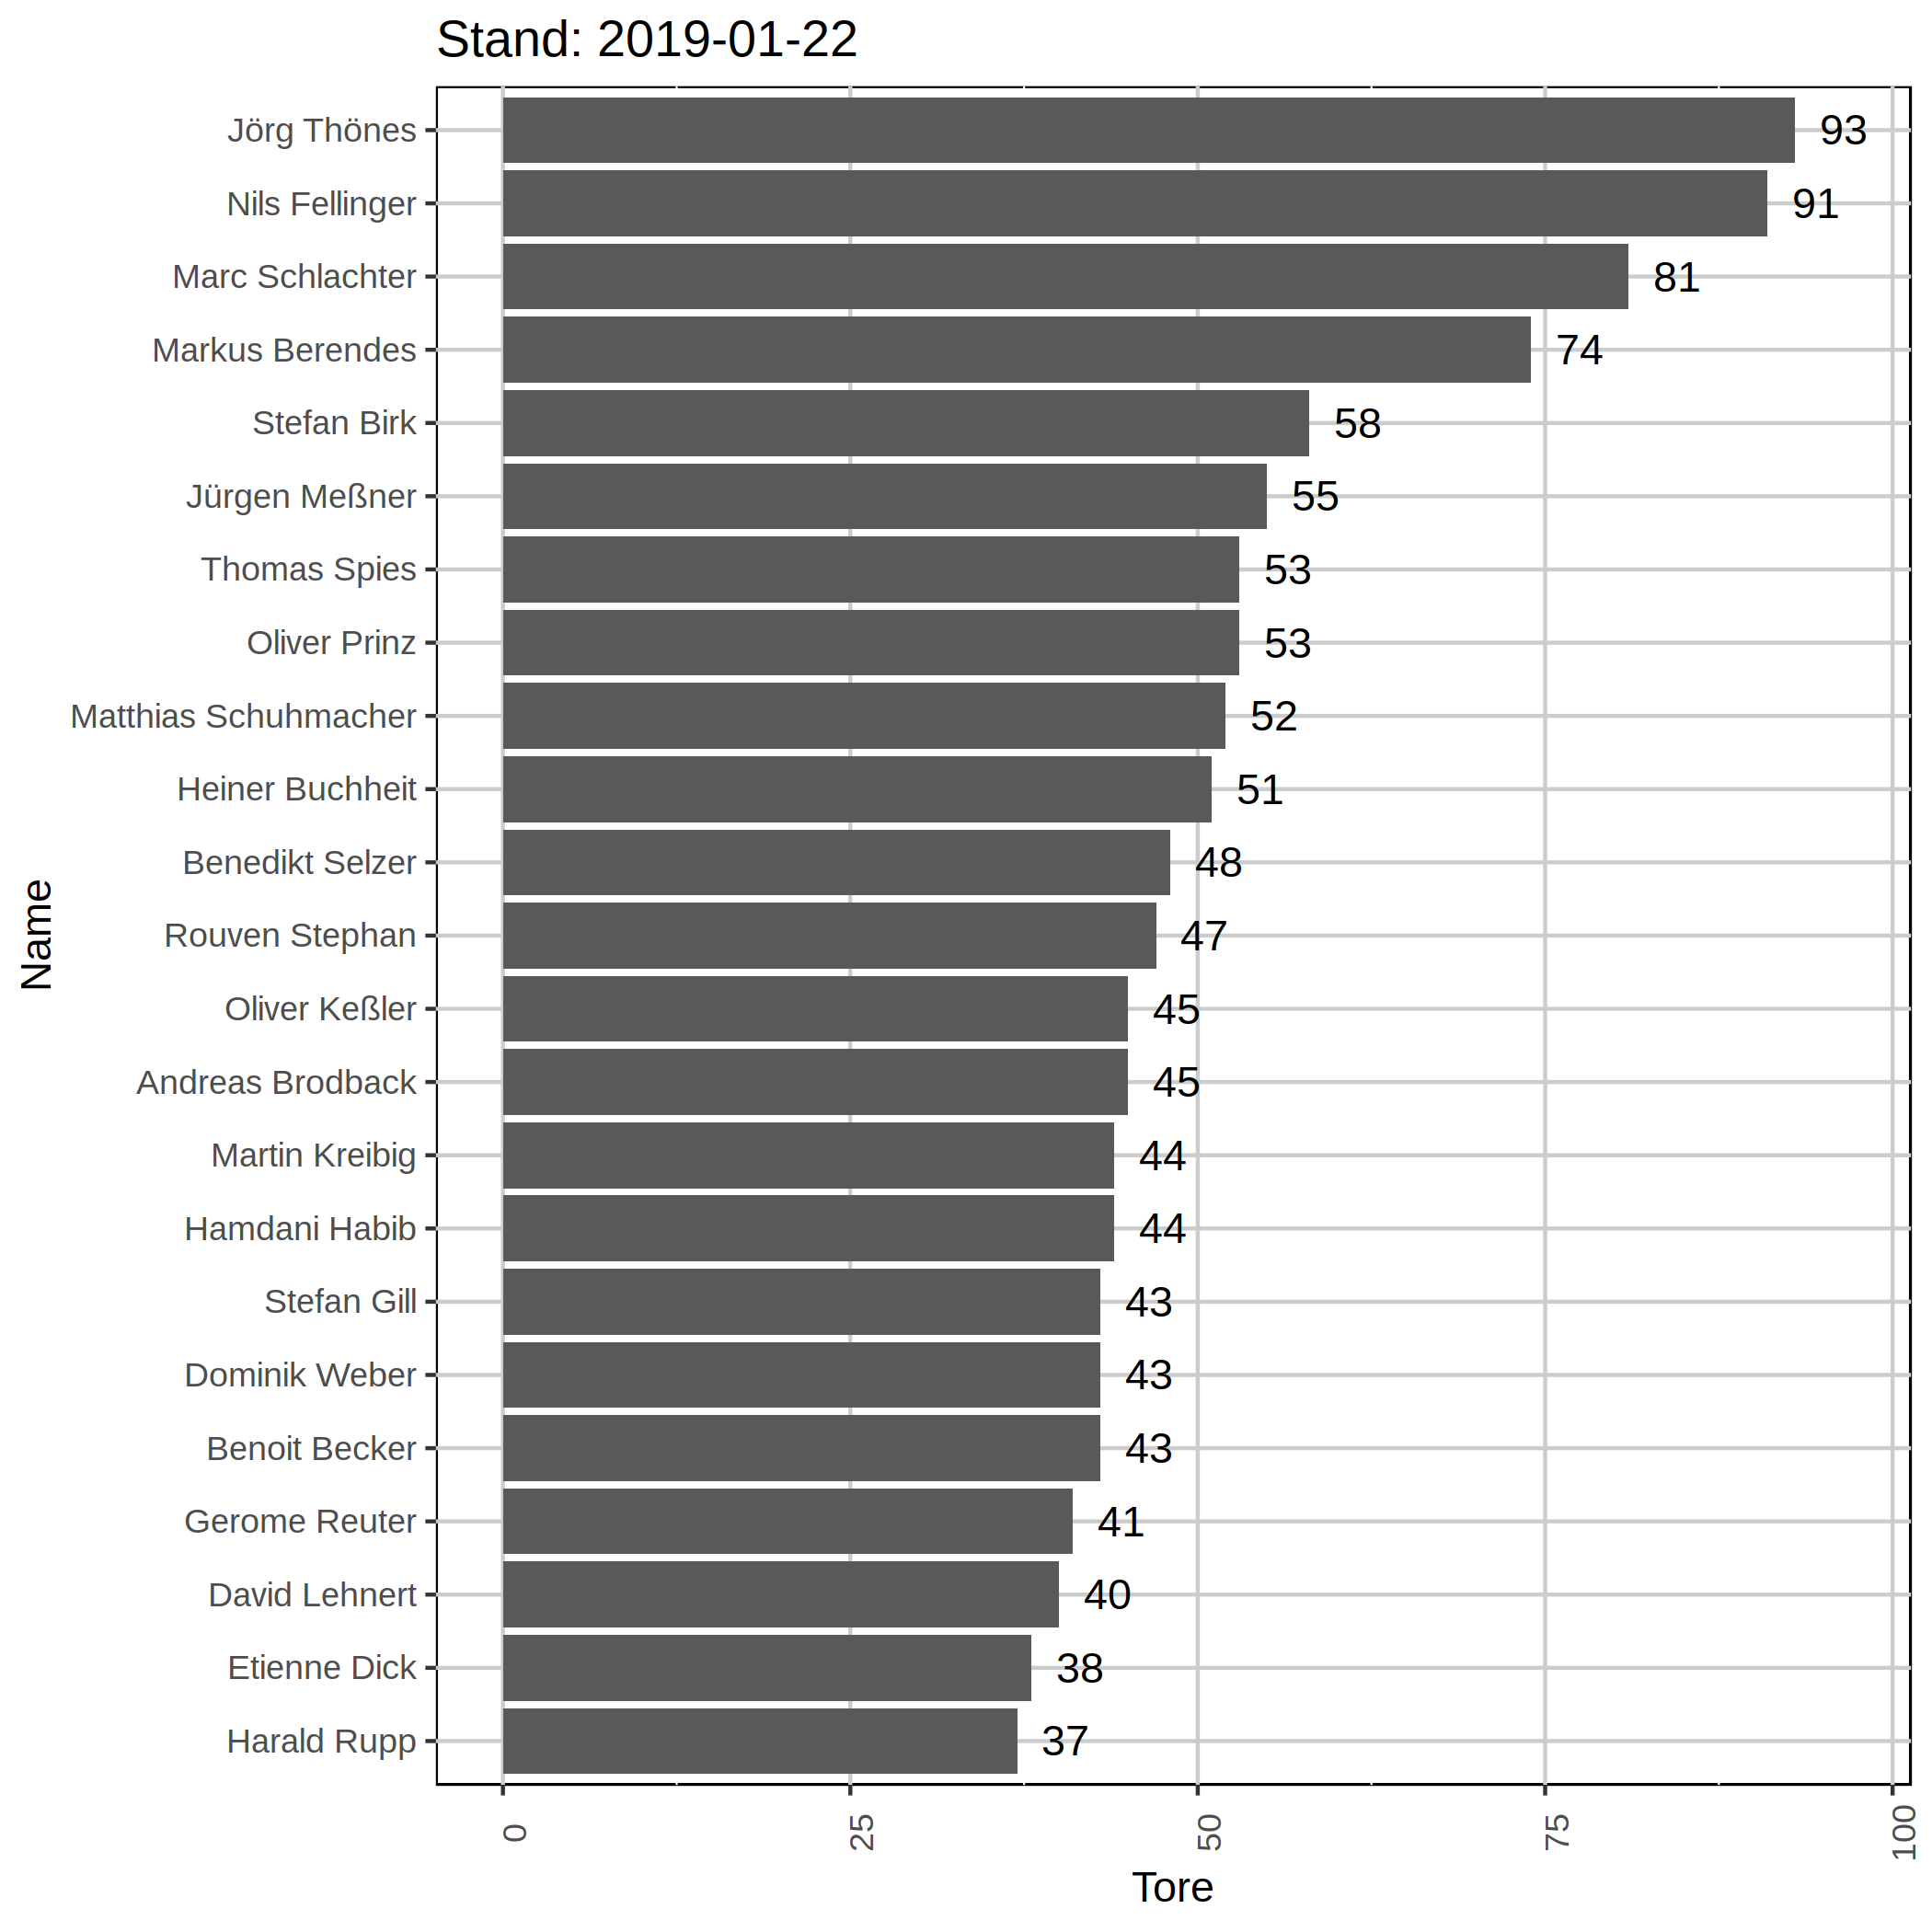 Stand: 2019-01-22
Jörg Thönes 93
Nils Fellinger 91
Marc Schlachter 81
Markus Berendes 74
Stefan Birk 58
Jürgen Meßner 55
Thomas Spies 53
Oliver Prinz 53
Matthias Schuhmacher 52
Heiner Buchheit 51
Benedikt Selzer 48
Rouven Stephan 47
Oliver Keßler 45
Andreas Brodback 45
Martin Kreibig 44
Hamdani Habib 44
Stefan Gill 43
Dominik Weber 43
Benoit Becker 43
Gerome Reuter 41
David Lehnert 40
Etienne Dick 38
Harald Rupp 37
Name
0 25 50 75 100
Tore